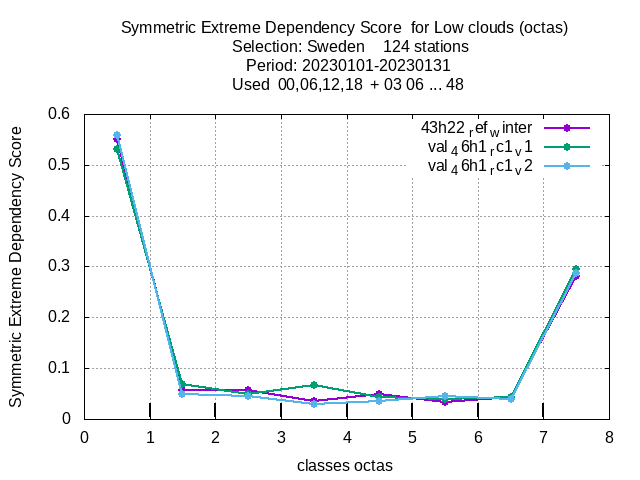 Symmetric Extreme Dependency Score for Low clouds (octas)
Selection: Sweden 124 stations
Period: 20230101-20230131
Used 00,06,12,18 + 03 06 ... 48
43h22_ref_winter
val_46h1_rc1_v1
val_46h1_rc1_v2
Symmetric Extreme Dependency Score
0.6
0.5
0.4
0.3
0.2
0.1
0
0 1 2 3 4 5 6 7 8
classes octas